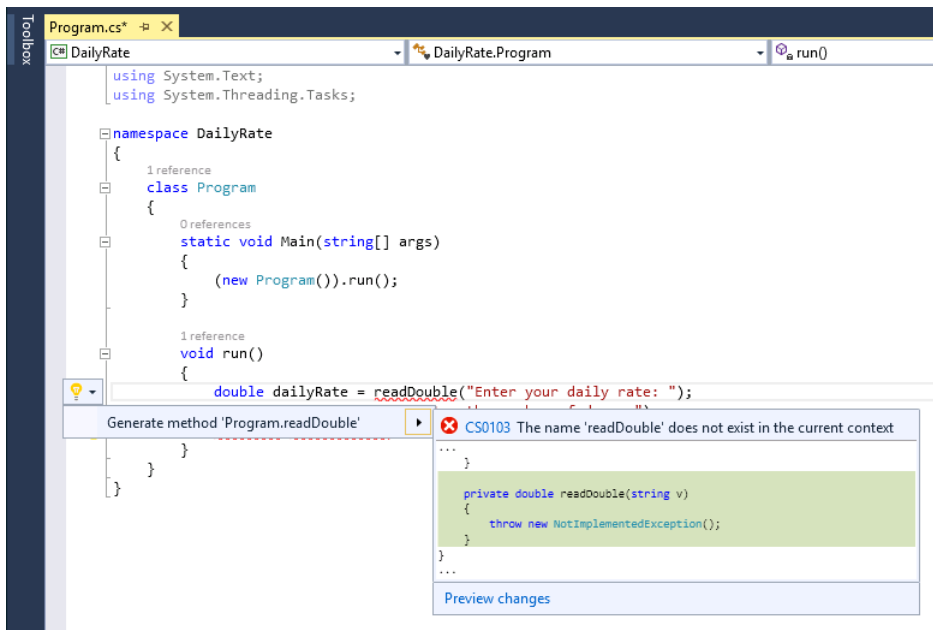 Toolbox
Program.cs*
C# DailyRate
DailyRate.Program
run()
using System.Text;
using System.Threading.Tasks;
namespace DailyRate
{
1 reference
class Program
{
0 references
static void Main(string[] args)
{
(new Program()).run();
}
1 reference
void run()
{
double dailyRate = readDouble("Enter your daily rate: ");
Generate method 'Program.readDouble'
}
}
}
CS0103 The name 'readDouble' does not exist in the current context
...
}
private double readDouble(string v)
{
throw new NotImplementedException();
}
}
...
Preview changes